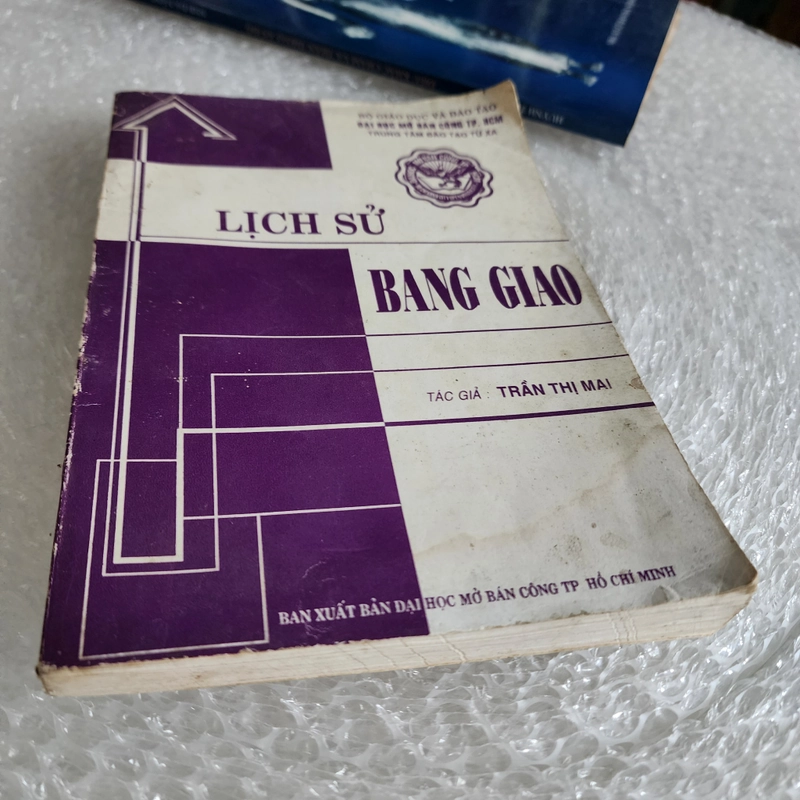 BỘ GIÁO DỤC VÀ ĐÀO TẠO
ĐẠI HỌC MỞ BÁN CÔNG TP. HCM
TRUNG TÂM ĐÀO TẠO TỪ XA
LỊCH SỬ
BANG GIAO
TÁC GIẢ : TRẦN THỊ MAI
BAN XUẤT BẢN ĐẠI HỌC MỞ BÁN CÔNG TP HỒ CHÍ MINH